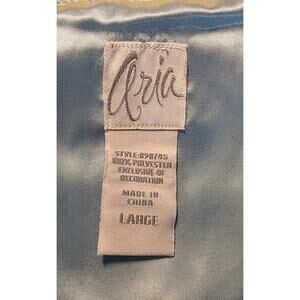 Aria
STYLE:898745
100% POLYESTER
EXCLUSIVE OF
DECORATION
MADE IN
CHINA
LARGE